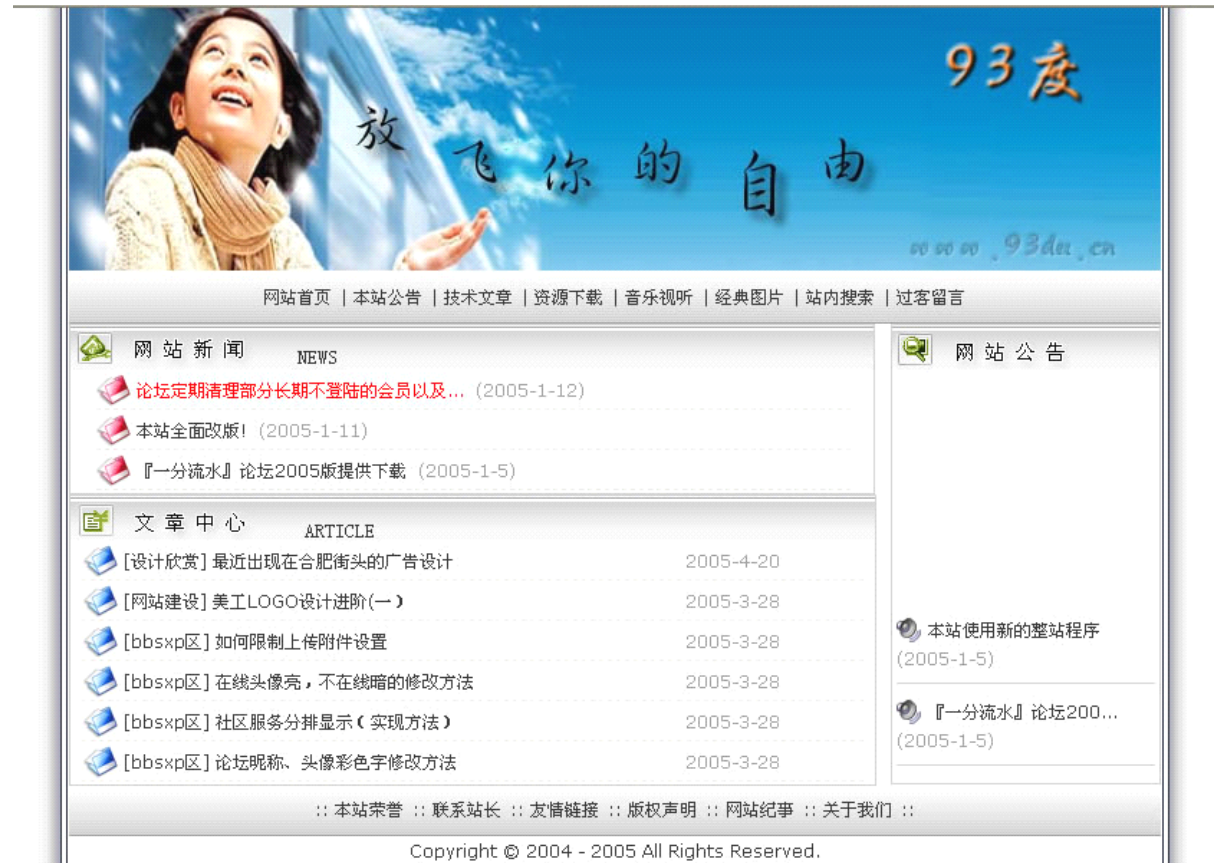 93度
放飞你的自由
www.93du.cn
网站首页 | 本站公告 | 技术文章 | 资源下载 | 音乐视听 | 经典图片 | 站内搜索 | 过客留言
网站新闻 NEWS
论坛定期清理部分长期不登陆的会员以及... (2005-1-12)
本站全面改版! (2005-1-11)
『一分流水』论坛2005版提供下载 (2005-1-5)
文章中心 ARTICLE
[设计欣赏] 最近出现在合肥街头的广告设计 2005-4-20
[网站建设] 美工LOGO设计进阶(一) 2005-3-28
[bbsxp区] 如何限制上传附件设置 2005-3-28
[bbsxp区] 在线头像亮，不在线暗的修改方法 2005-3-28
[bbsxp区] 社区服务分排显示(实现方法) 2005-3-28
[bbsxp区] 论坛昵称、头像彩色字修改方法 2005-3-28
网站公告
本站使用新的整站程序
(2005-1-5)
『一分流水』论坛200...
(2005-1-5)
:: 本站荣誉 :: 联系站长 :: 友情链接 :: 版权声明 :: 网站纪事 :: 关于我们 ::
Copyright © 2004 - 2005 All Rights Reserved.